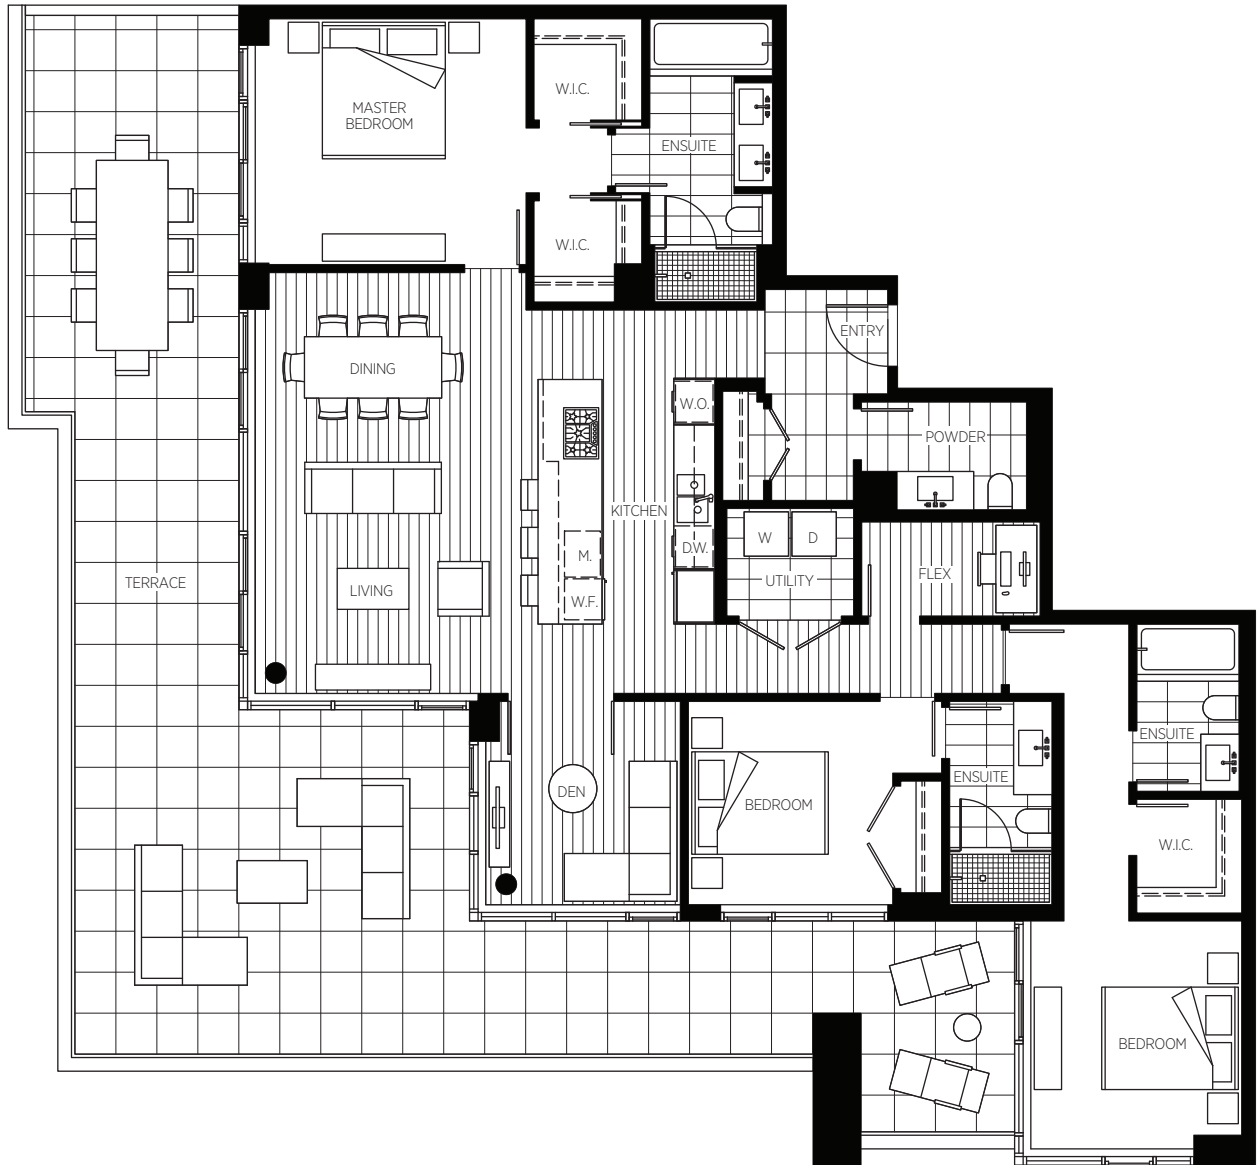 W.I.C.
MASTER
BEDROOM
ENSUITE
W.I.C.
ENTRY
DINING
W.O.
POWDER
KITCHEN
W
D
D.W.
M.
FLEX
TERRACE
UTILITY
LIVING
W.F.
ENSUITE
ENSUITE
DEN
BEDROOM
W.I.C.
BEDROOM